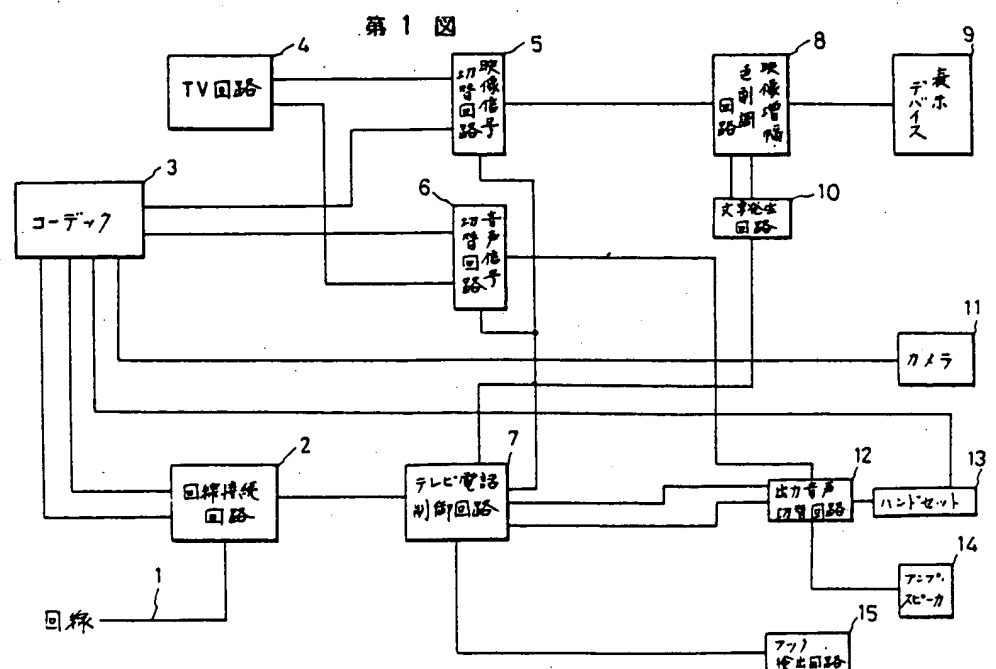 第1図
4
TV回路
5
映像信号
切替回路
8
映像増幅
色制御
回路
9
表示
デバイス
3
コーデック
6
音声信号
切替回路
10
文字発生
回路
11
カメラ
2
回線接続
回路
7
テレビ電話
制御回路
12
出力音声
切替回路
13
ハンドセット
14
アンプ・
スピーカ
1
回線
15
フック
検出回路